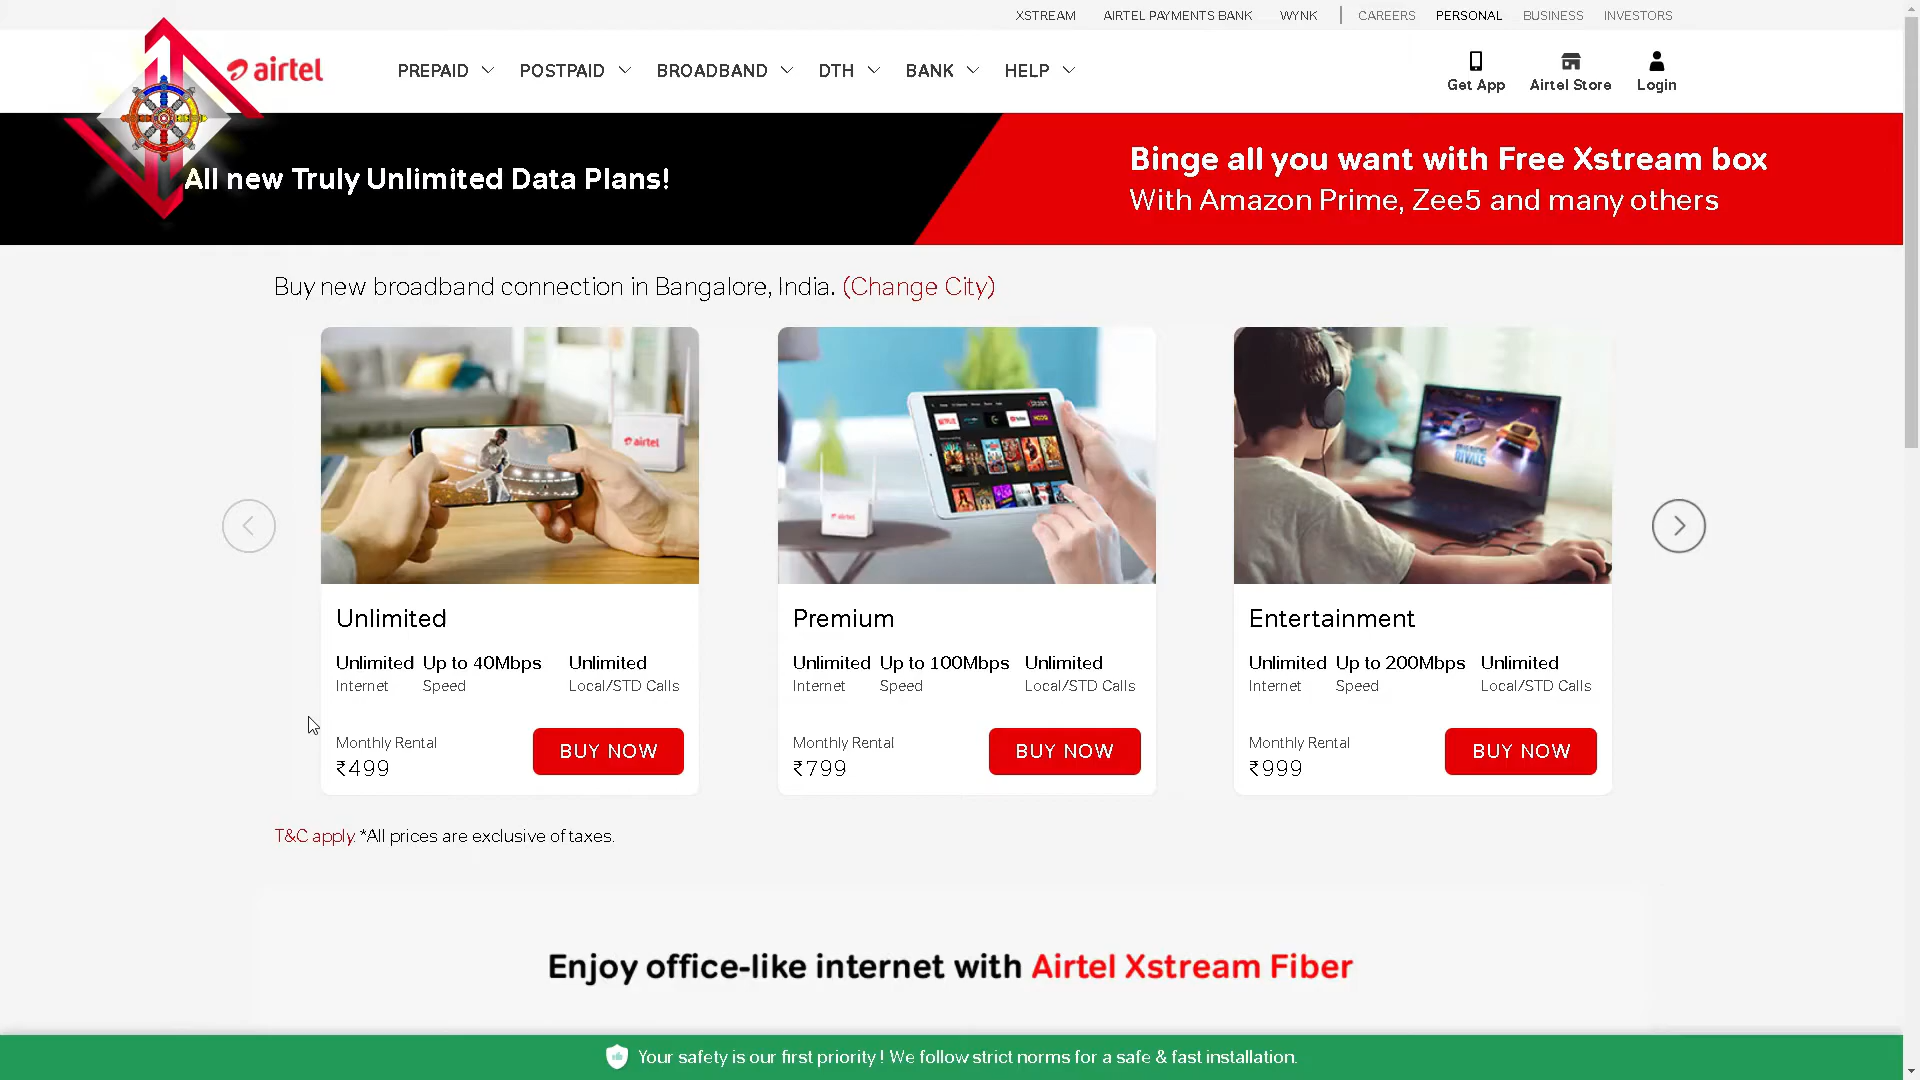 XSTREAM AIRTEL PAYMENTS BANK WYNK CAREERS PERSONAL BUSINESS INVESTORS
airtel PREPAID POSTPAID BROADBAND DTH BANK HELP
Get App Airtel Store Login
All new Truly Unlimited Data Plans!
Binge all you want with Free Xstream box
With Amazon Prime, Zee5 and many others
Buy new broadband connection in Bangalore, India. (Change City)
airtel
airtel
RIVALS
Unlimited
Unlimited Up to 40Mbps Unlimited
Internet Speed Local/STD Calls
Monthly Rental
₹499
BUY NOW
Premium
Unlimited Up to 100Mbps Unlimited
Internet Speed Local/STD Calls
Monthly Rental
₹799
BUY NOW
Entertainment
Unlimited Up to 200Mbps Unlimited
Internet Speed Local/STD Calls
Monthly Rental
₹999
BUY NOW
T&C apply. *All prices are exclusive of taxes.
Enjoy office-like internet with Airtel Xstream Fiber
Your safety is our first priority ! We follow strict norms for a safe & fast installation.